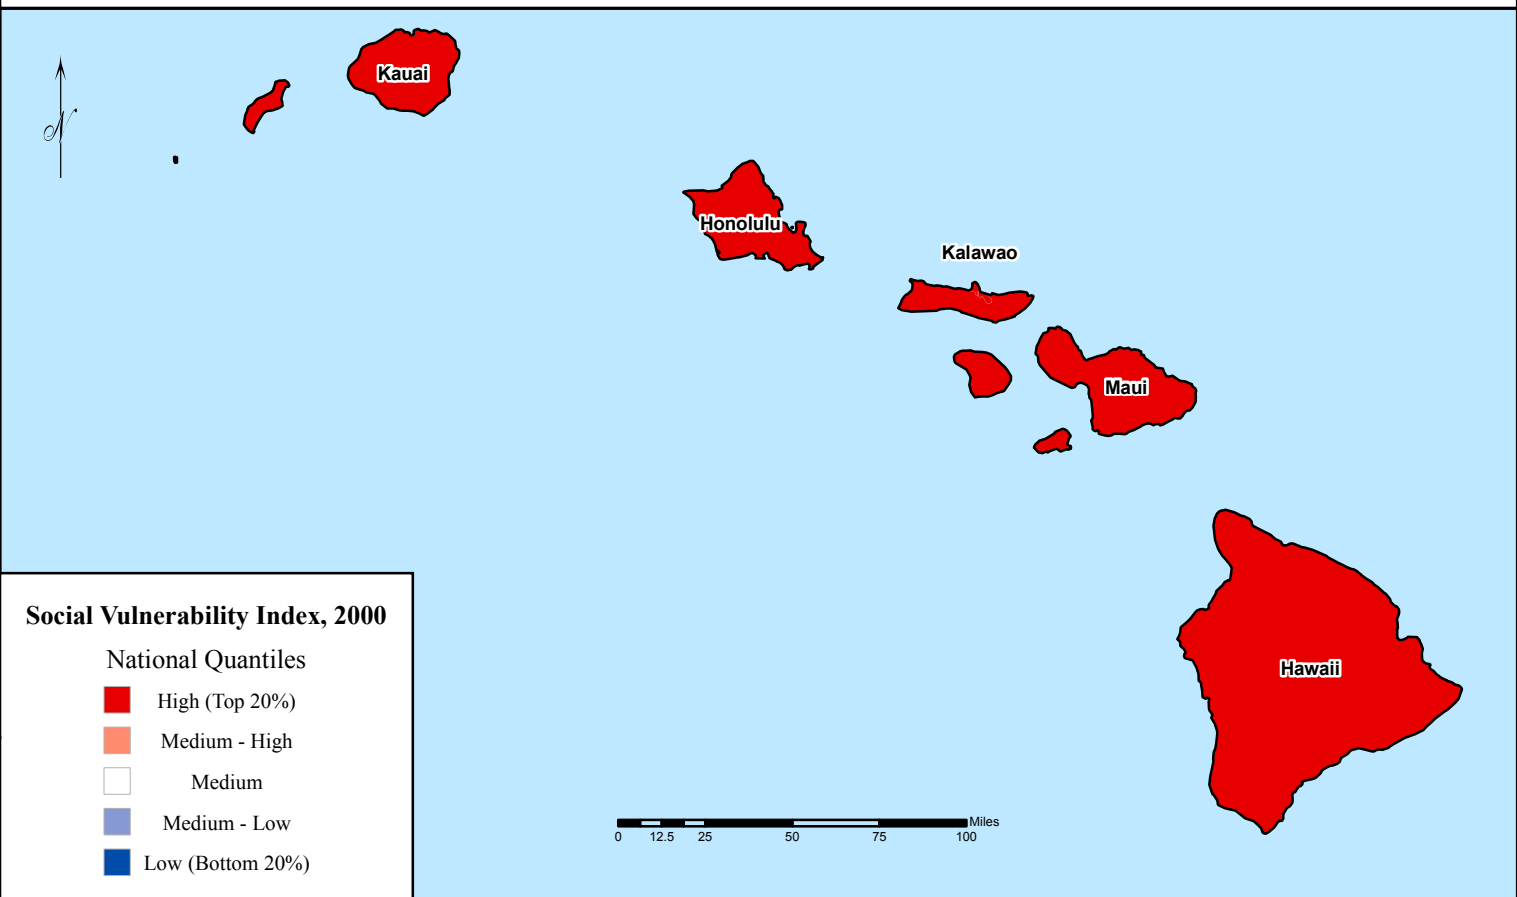 Kauai
N
Honolulu
Kalawao
Maui
Hawaii
Social Vulnerability Index, 2000
National Quantiles
High (Top 20%)
Medium - High
Medium
Medium - Low
Low (Bottom 20%)
Miles
0 12.5 25 50 75 100